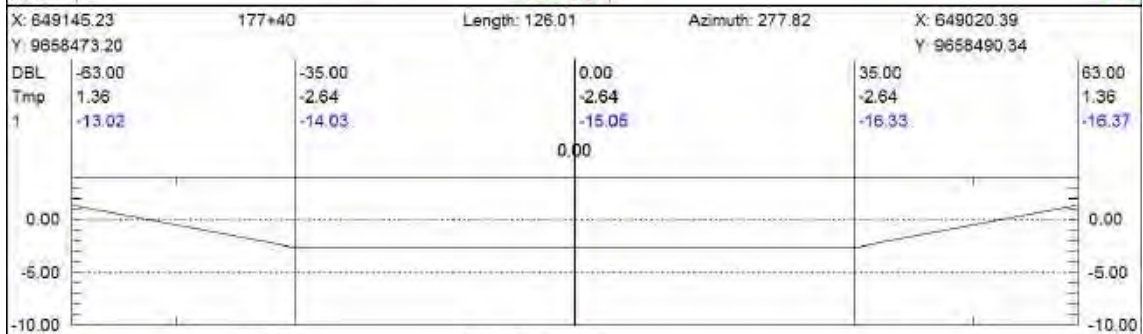 X: 649145.23 177+40 Length: 126.01 Azimuth: 277.82 X: 649020.39
Y: 9658473.20 Y: 9658490.34
DBL -63.00 -35.00 0.00 35.00 63.00
Tmp 1.36 -2.64 -2.64 -2.64 1.36
1 -13.02 -14.03 -15.05 -16.33 -16.37
0.00
0.00 0.00
-5.00 -5.00
-10.00 -10.00